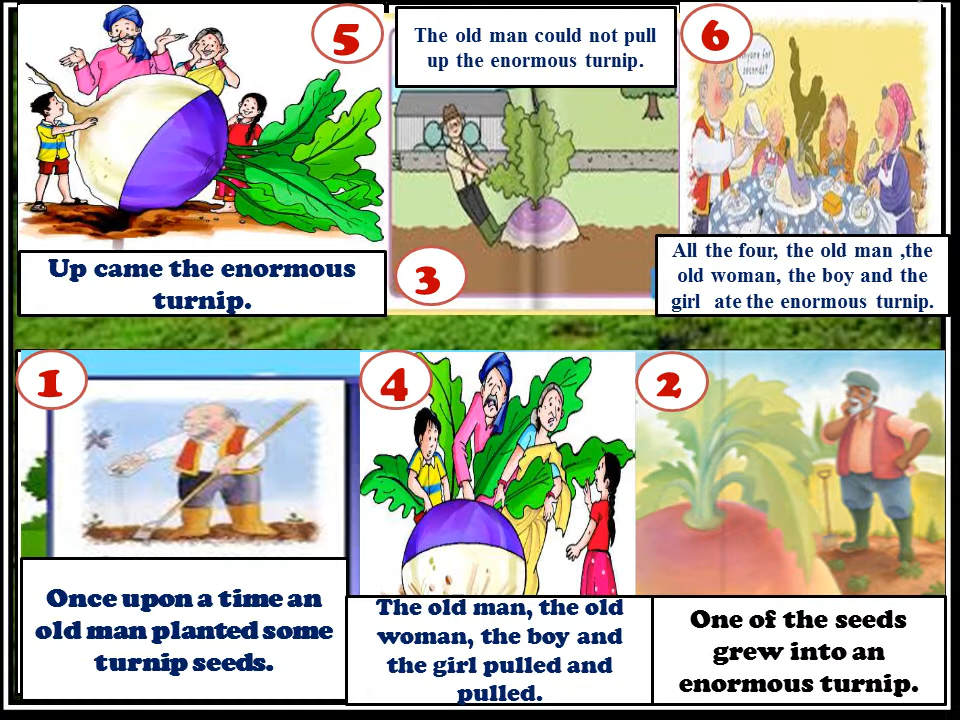 5
The old man could not pull
up the enormous turnip.
6
seconds?
Up came the enormous
turnip.
3
All the four, the old man ,the
old woman, the boy and the
girl ate the enormous turnip.
1
Once upon a time an
old man planted some
turnip seeds.
4
The old man, the old
woman, the boy and
the girl pulled and
pulled.
2
One of the seeds
grew into an
enormous turnip.